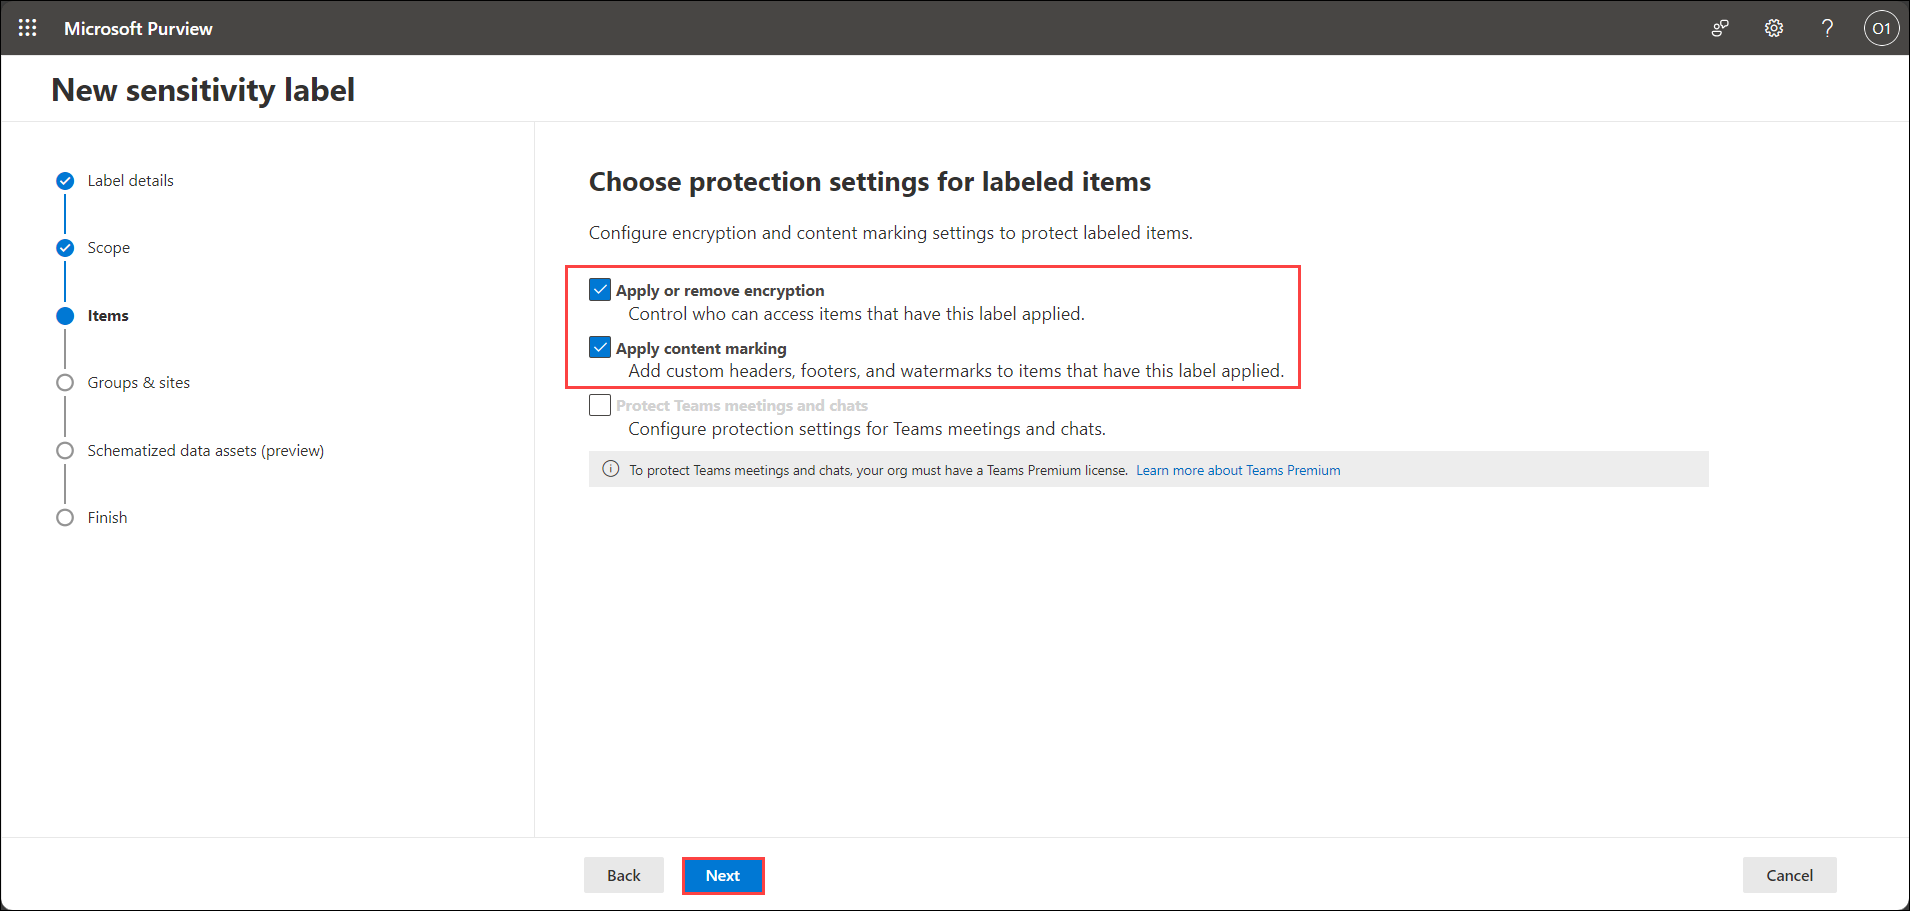 Microsoft Purview
?
O1
New sensitivity label
Label details
Scope
Items
Groups & sites
Schematized data assets (preview)
Finish
Choose protection settings for labeled items
Configure encryption and content marking settings to protect labeled items.
Apply or remove encryption
Control who can access items that have this label applied.
Apply content marking
Add custom headers, footers, and watermarks to items that have this label applied.
Protect Teams meetings and chats
Configure protection settings for Teams meetings and chats.
To protect Teams meetings and chats, your org must have a Teams Premium license. Learn more about Teams Premium
Back
Next
Cancel